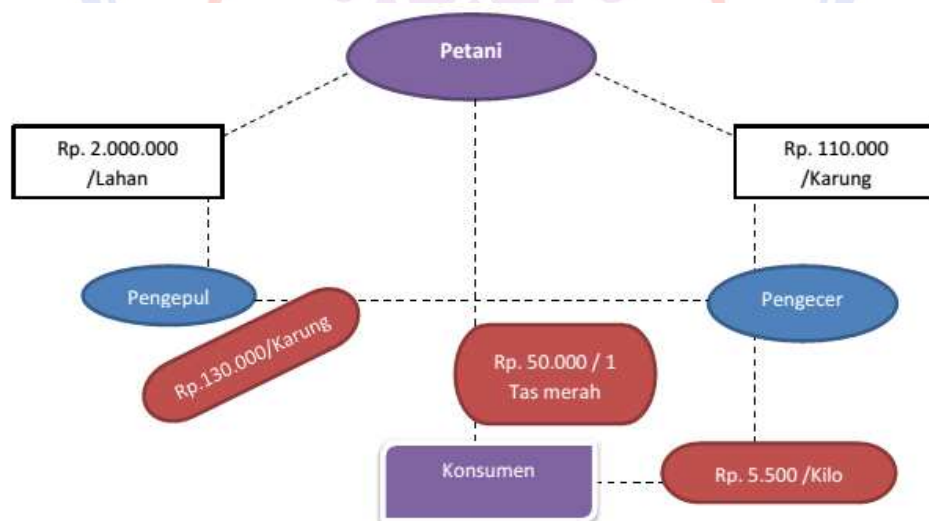 Petani
Rp. 2.000.000
/Lahan
Rp. 110.000
/Karung
Pengepul
Pengecer
Rp.130.000/Karung
Rp. 50.000 / 1
Tas merah
Konsumen
Rp. 5.500 /Kilo